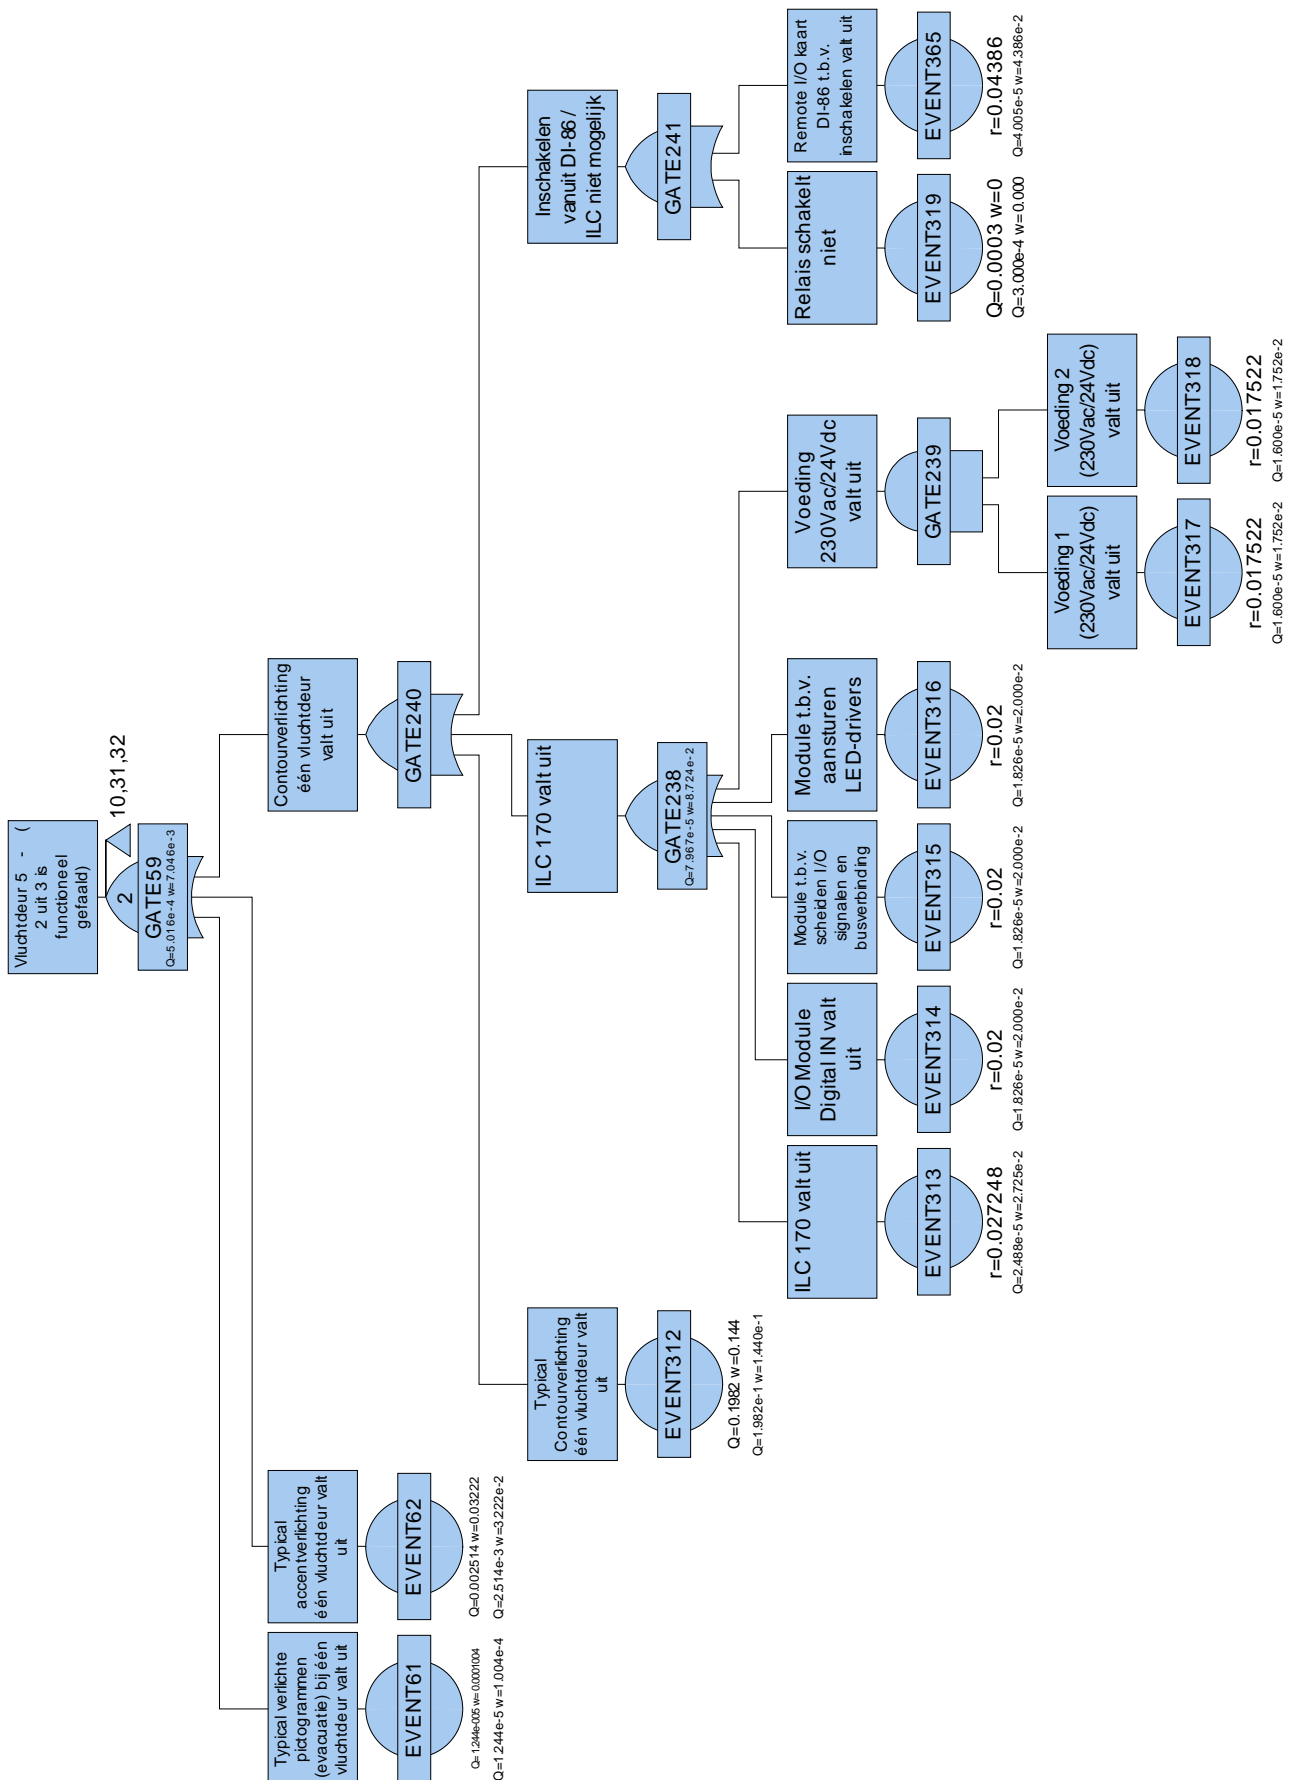 Vluchtdeur 5 - (
2 uit 3 is
functioneel
gefaald)
2
10,31,32
GATE59
Q=5.016e-4 w=7.046e-3
Typical verlichte
pictogrammen
(evacuatie) bij één
vluchtdeur valt uit
EVENT61
Q=1.244e-005 w=0.0001004
Q=1.244e-5 w=1.004e-4
Typical
accentverlichting
één vluchtdeur valt
uit
EVENT62
Q=0.002514 w=0.03222
Q=2.514e-3 w=3.222e-2
Contourverlichting
één vluchtdeur
valt uit
GATE240
Typical
Contourverlichting
één vluchtdeur valt
uit
EVENT312
Q=0.1982 w=0.144
Q=1.982e-1 w=1.440e-1
ILC 170 valt uit
GATE238
Q=7.967e-5 w=8.724e-2
Inschakelen
vanuit DI-86 /
ILC niet mogelijk
GATE241
ILC 170 valt uit
EVENT313
r=0.027248
Q=2.488e-5 w=2.725e-2
I/O Module
Digital IN valt
uit
EVENT314
r=0.02
Q=1.826e-5 w=2.000e-2
Module t.b.v.
scheiden I/O
signalen en
busverbinding
EVENT315
r=0.02
Q=1.826e-5 w=2.000e-2
Module t.b.v.
aansturen
LED-drivers
EVENT316
r=0.02
Q=1.826e-5 w=2.000e-2
Voeding
230Vac/24Vdc
valt uit
GATE239
Relais schakelt
niet
EVENT319
Q=0.0003 w=0
Q=3.000e-4 w=0.000
Remote I/O kaart
DI-86 t.b.v.
inschakelen valt uit
EVENT365
r=0.04386
Q=4.005e-5 w=4.386e-2
Voeding 1
(230Vac/24Vdc)
valt uit
EVENT317
r=0.017522
Q=1.600e-5 w=1.752e-2
Voeding 2
(230Vac/24Vdc)
valt uit
EVENT318
r=0.017522
Q=1.600e-5 w=1.752e-2